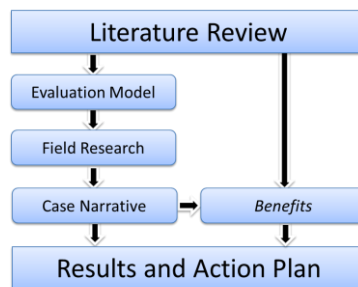 Literature Review
Evaluation Model
Field Research
Case Narrative
Benefits
Results and Action Plan